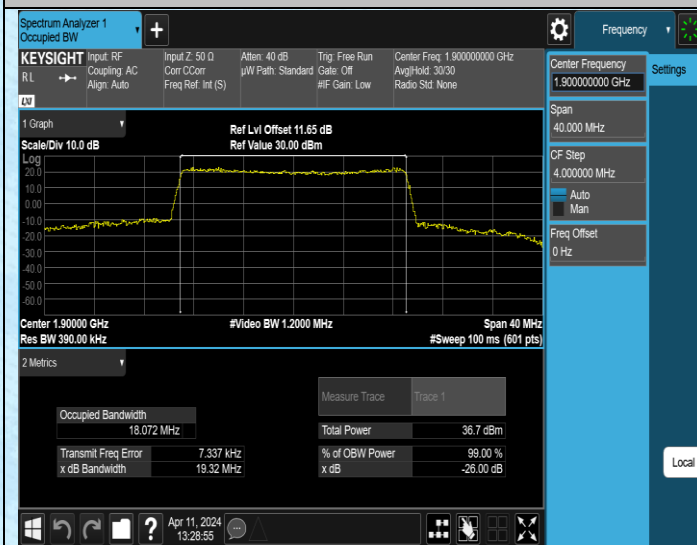 Spectrum Analyzer 1
Occupied BW
Frequency
KEYSIGHT
Input: RF
Input Z: 50 Ω
Atten: 40 dB
Trig: Free Run
Center Freq: 1.900000000 GHz
RL
Coupling: AC
Corr CCorr
µW Path: Standard
Gate: Off
Avg|Hold: 30/30
Align: Auto
Freq Ref: Int (S)
#IF Gain: Low
Radio Std: None
LXI
Center Frequency
1.900000000 GHz
Settings
Span
40.000 MHz
CF Step
4.000000 MHz
Auto
Man
Freq Offset
0 Hz
1 Graph
Ref Lvl Offset 11.65 dB
Scale/Div 10.0 dB
Ref Value 30.00 dBm
Log
20.0
10.0
0.00
-10.0
-20.0
-30.0
-40.0
-50.0
-60.0
Center 1.90000 GHz
#Video BW 1.2000 MHz
Span 40 MHz
Res BW 390.00 kHz
#Sweep 100 ms (601 pts)
2 Metrics
Measure Trace
Trace 1
Occupied Bandwidth
18.072 MHz
Total Power
36.7 dBm
Transmit Freq Error
7.337 kHz
% of OBW Power
99.00 %
x dB Bandwidth
19.32 MHz
x dB
-26.00 dB
Local
Apr 11, 2024
13:28:55